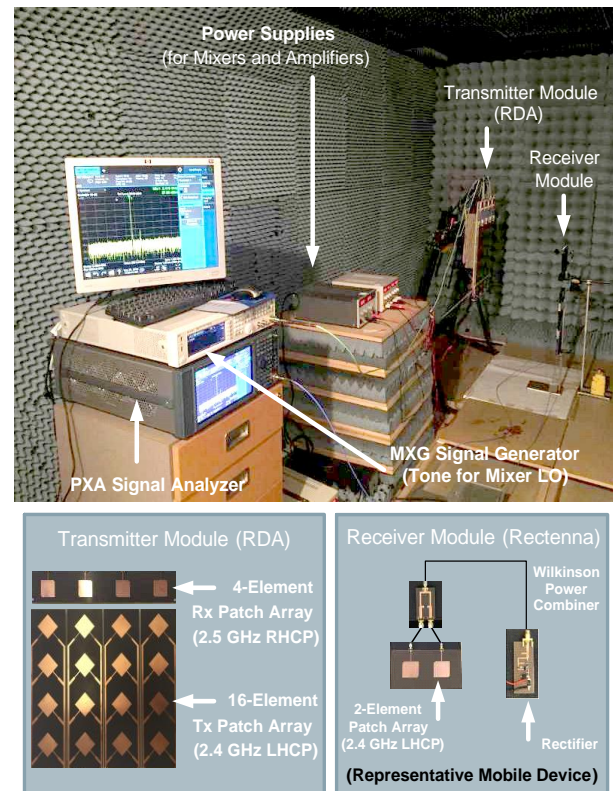 Power Supplies
(for Mixers and Amplifiers)
Transmitter Module
(RDA)
Receiver
Module
MXG Signal Generator
(Tone for Mixer LO)
PXA Signal Analyzer
Transmitter Module (RDA)
4-Element
Rx Patch Array
(2.5 GHz RHCP)
16-Element
Tx Patch Array
(2.4 GHz LHCP)
Receiver Module (Rectenna)
Wilkinson
Power
Combiner
2-Element
Patch Array
(2.4 GHz LHCP)
Rectifier
(Representative Mobile Device)